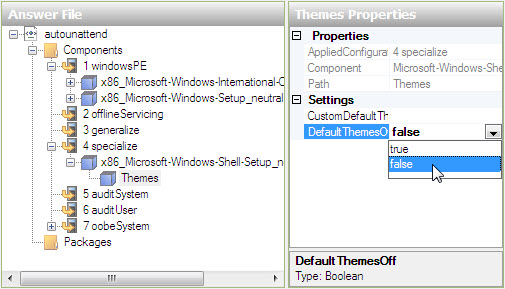 Answer File
autounattend
Components
1 windowsPE
x86_Microsoft-Windows-International-C
x86_Microsoft-Windows-Setup_neutral
2 offlineServicing
3 generalize
4 specialize
x86_Microsoft-Windows-Shell-Setup_n
Themes
5 auditSystem
6 auditUser
7 oobeSystem
Packages
Themes Properties
Properties
AppliedConfigura 4 specialize
Component Microsoft-Windows-She
Path Themes
Settings
CustomDefaultTh
DefaultThemesO false
true
false
DefaultThemesOff
Type: Boolean